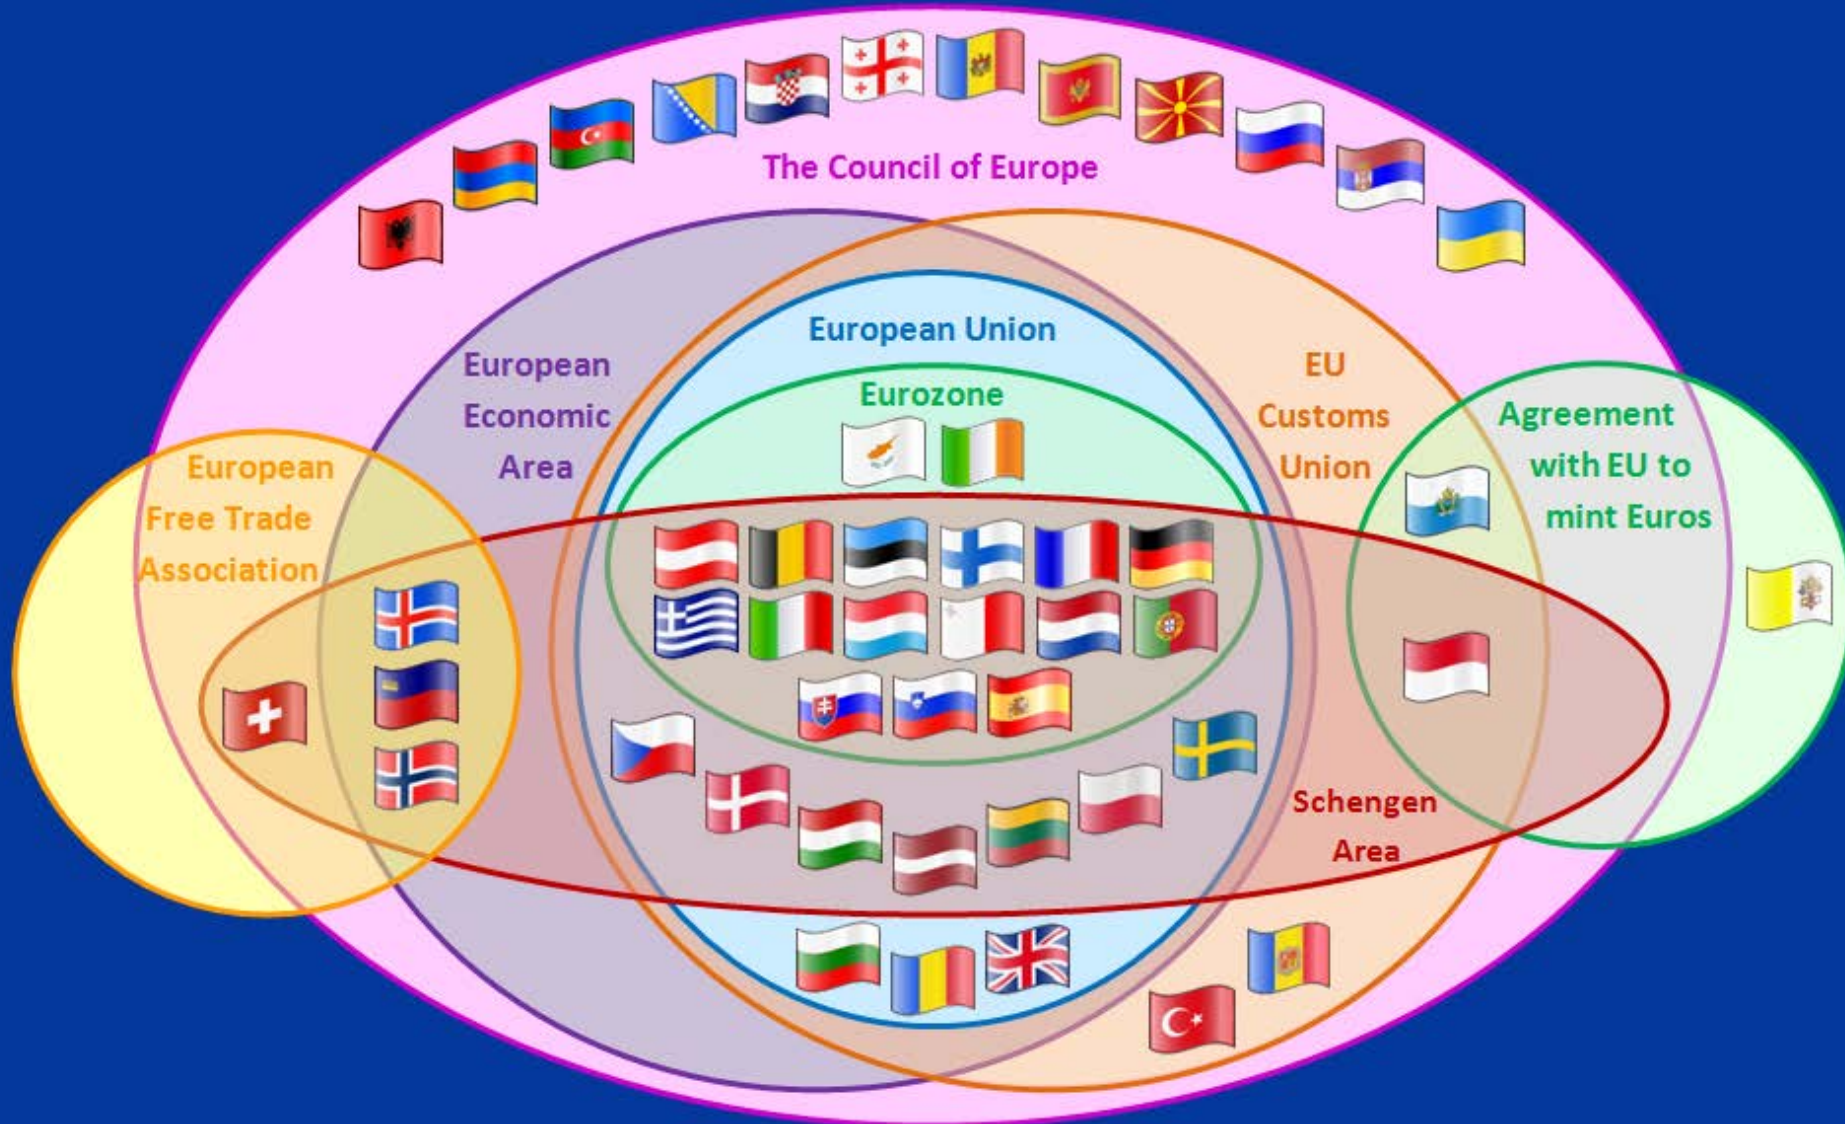 The Council of Europe
European Union
European
Economic
Area
EU
Customs
Union
Eurozone
Agreement
with EU to
mint Euros
European
Free Trade
Association
Schengen
Area